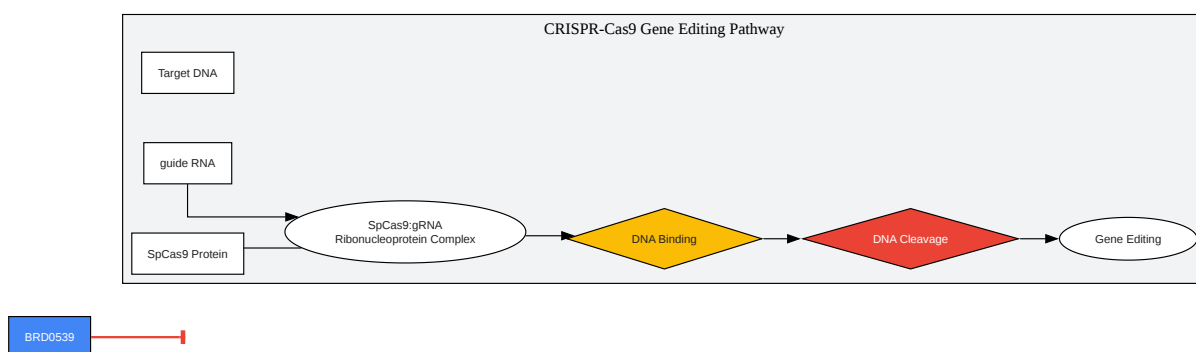 CRISPR-Cas9 Gene Editing Pathway
Target DNA
guide RNA
SpCas9 Protein
SpCas9:gRNA
Ribonucleoprotein Complex
DNA Binding
DNA Cleavage
Gene Editing
BRD0539